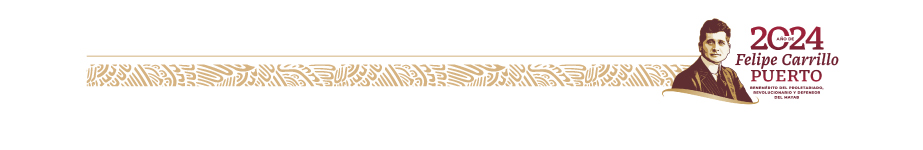 2024
AÑO DE
Felipe Carrillo
PUERTO
BENEMÉRITO DEL PROLETARIADO,
REVOLUCIONARIO Y DEFENSOR
DEL MAYAB